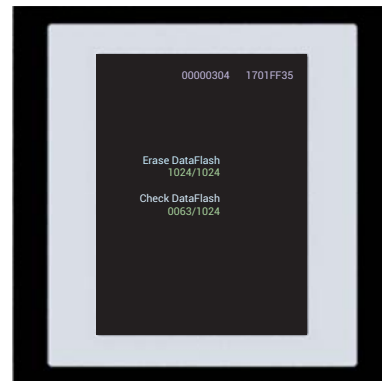 00000304 1701FF35
Erase DataFlash
1024/1024
Check DataFlash
0063/1024